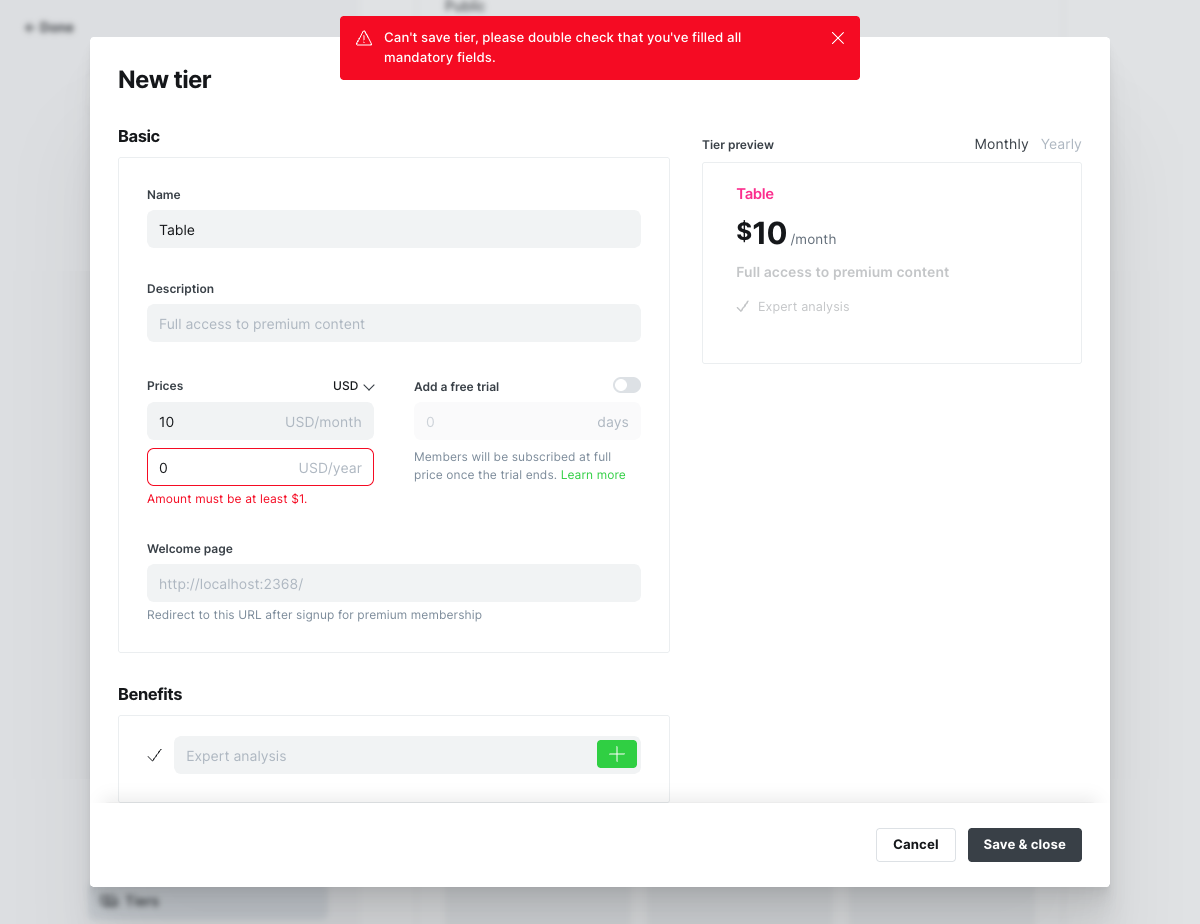 Public
← Done
Can't save tier, please double check that you've filled all
mandatory fields.
New tier
Basic
Name
Table
Description
Full access to premium content
Prices
USD
10
USD/month
0
USD/year
Amount must be at least $1.
Add a free trial
0
days
Members will be subscribed at full
price once the trial ends. Learn more
Welcome page
http://localhost:2368/
Redirect to this URL after signup for premium membership
Benefits
Expert analysis
Tier preview
Monthly
Yearly
Table
$10 /month
Full access to premium content
Expert analysis
Cancel
Save & close
Tiers